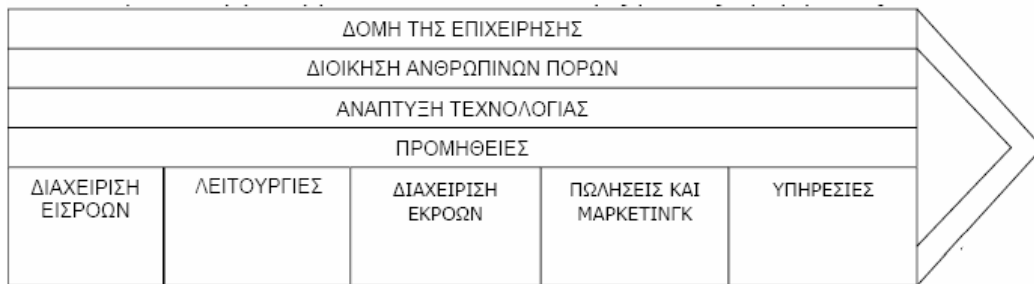 ΔΟΜΗ ΤΗΣ ΕΠΙΧΕΙΡΗΣΗΣ
ΔΙΟΙΚΗΣΗ ΑΝΘΡΩΠΙΝΩΝ ΠΟΡΩΝ
ΑΝΑΠΤΥΞΗ ΤΕΧΝΟΛΟΓΙΑΣ
ΠΡΟΜΗΘΕΙΕΣ
ΔΙΑΧΕΙΡΙΣΗ
ΕΙΣΡΟΩΝ
ΛΕΙΤΟΥΡΓΙΕΣ
ΔΙΑΧΕΙΡΙΣΗ
ΕΚΡΟΩΝ
ΠΩΛΗΣΕΙΣ ΚΑΙ
ΜΑΡΚΕΤΙΝΓΚ
ΥΠΗΡΕΣΙΕΣ